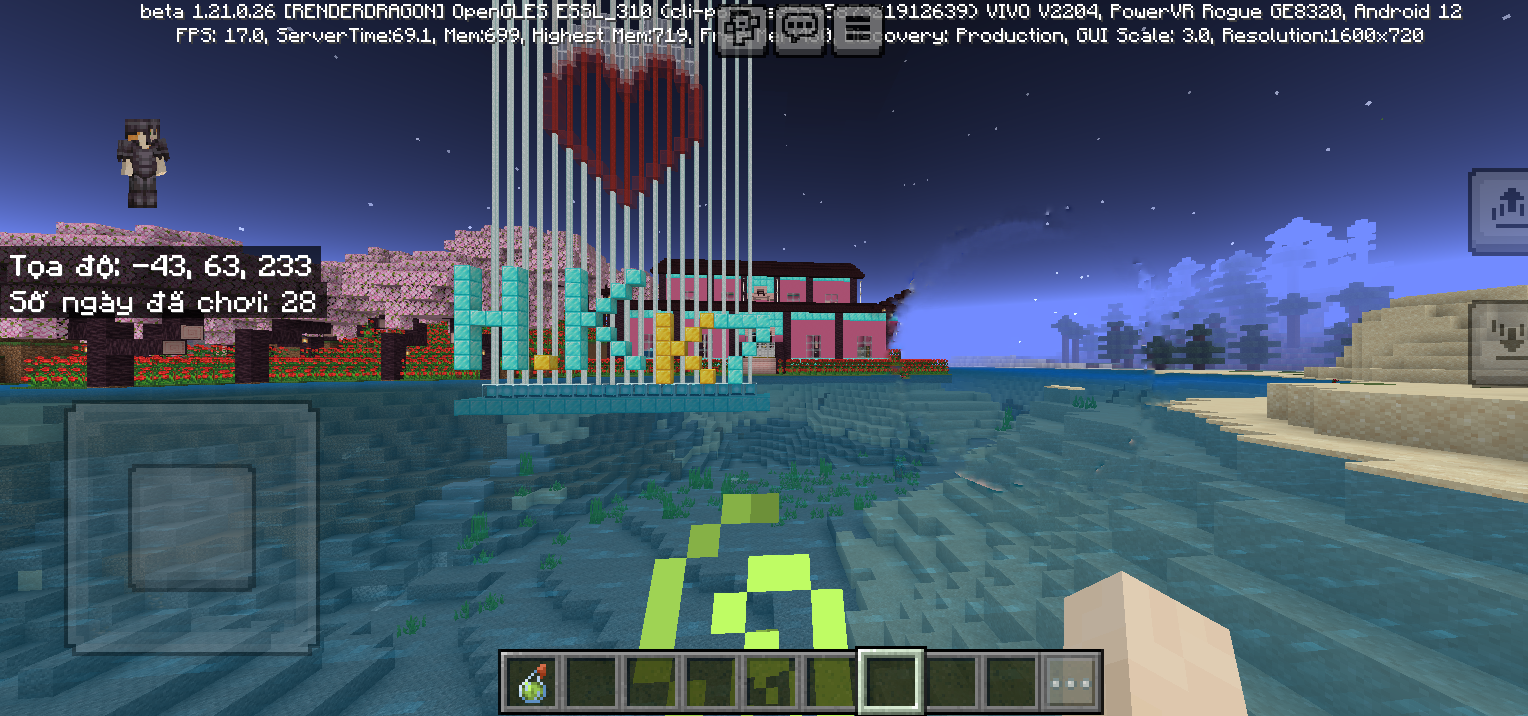 beta 1.21.0.26 [RENDERDRAGON] OpenGLES ESSL_310 VIVO V2204, PowerVR Rogue GE8320, Android 12
FPS: 17.0, ServerTime:69.1, Mem:699, Highest Mem:719, Discovery: Production, GUI Scale: 3.0, Resolution:1600x720
Tọa độ: -43, 63, 233
Số ngày đã chơi: 28